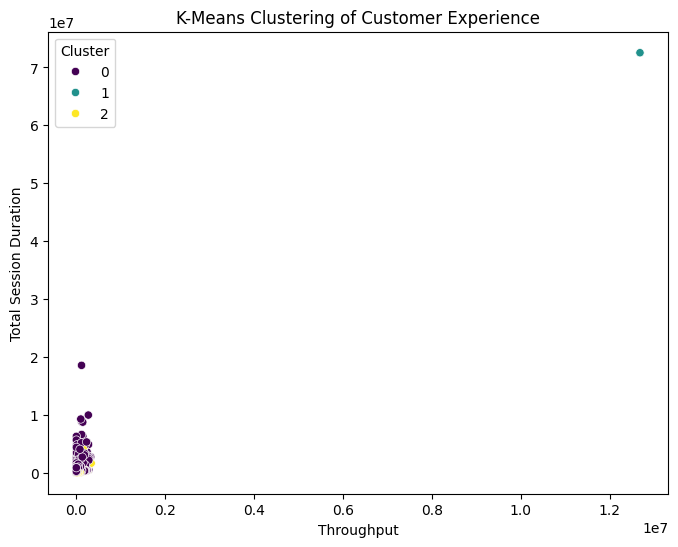 K-Means Clustering of Customer Experience
1e7
Cluster
0
1
2
7
6
5
4
3
2
1
0
Total Session Duration
0.0 0.2 0.4 0.6 0.8 1.0 1.2
1e7
Throughput